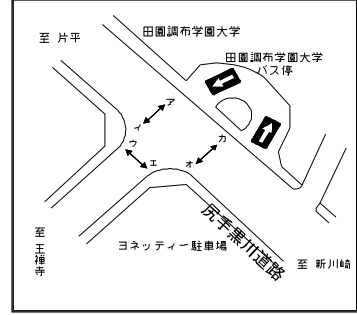 田園調布学園大学
至 片平
田園調布学園大学
バス停
ア
イ
ウ
エ
オ
カ
至 王禅寺
ヨネッティー駐車場
尻手黒川道路
至 新川崎